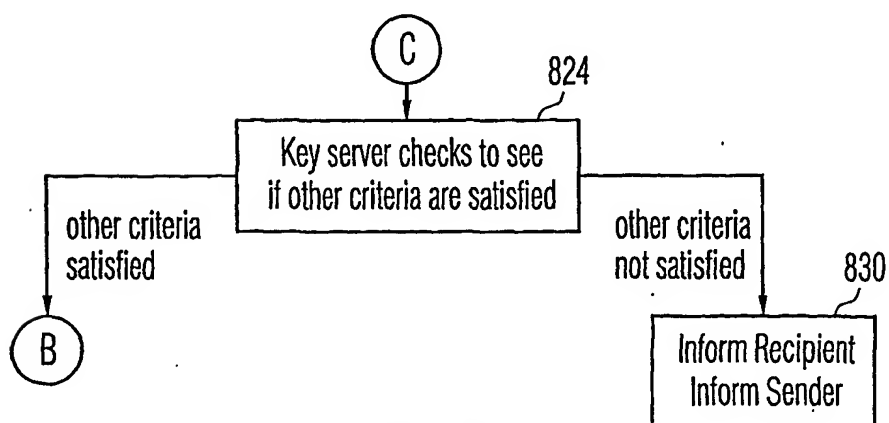 C
824
Key server checks to see
if other criteria are satisfied
other criteria
satisfied
other criteria
not satisfied
830
B
Inform Recipient
Inform Sender